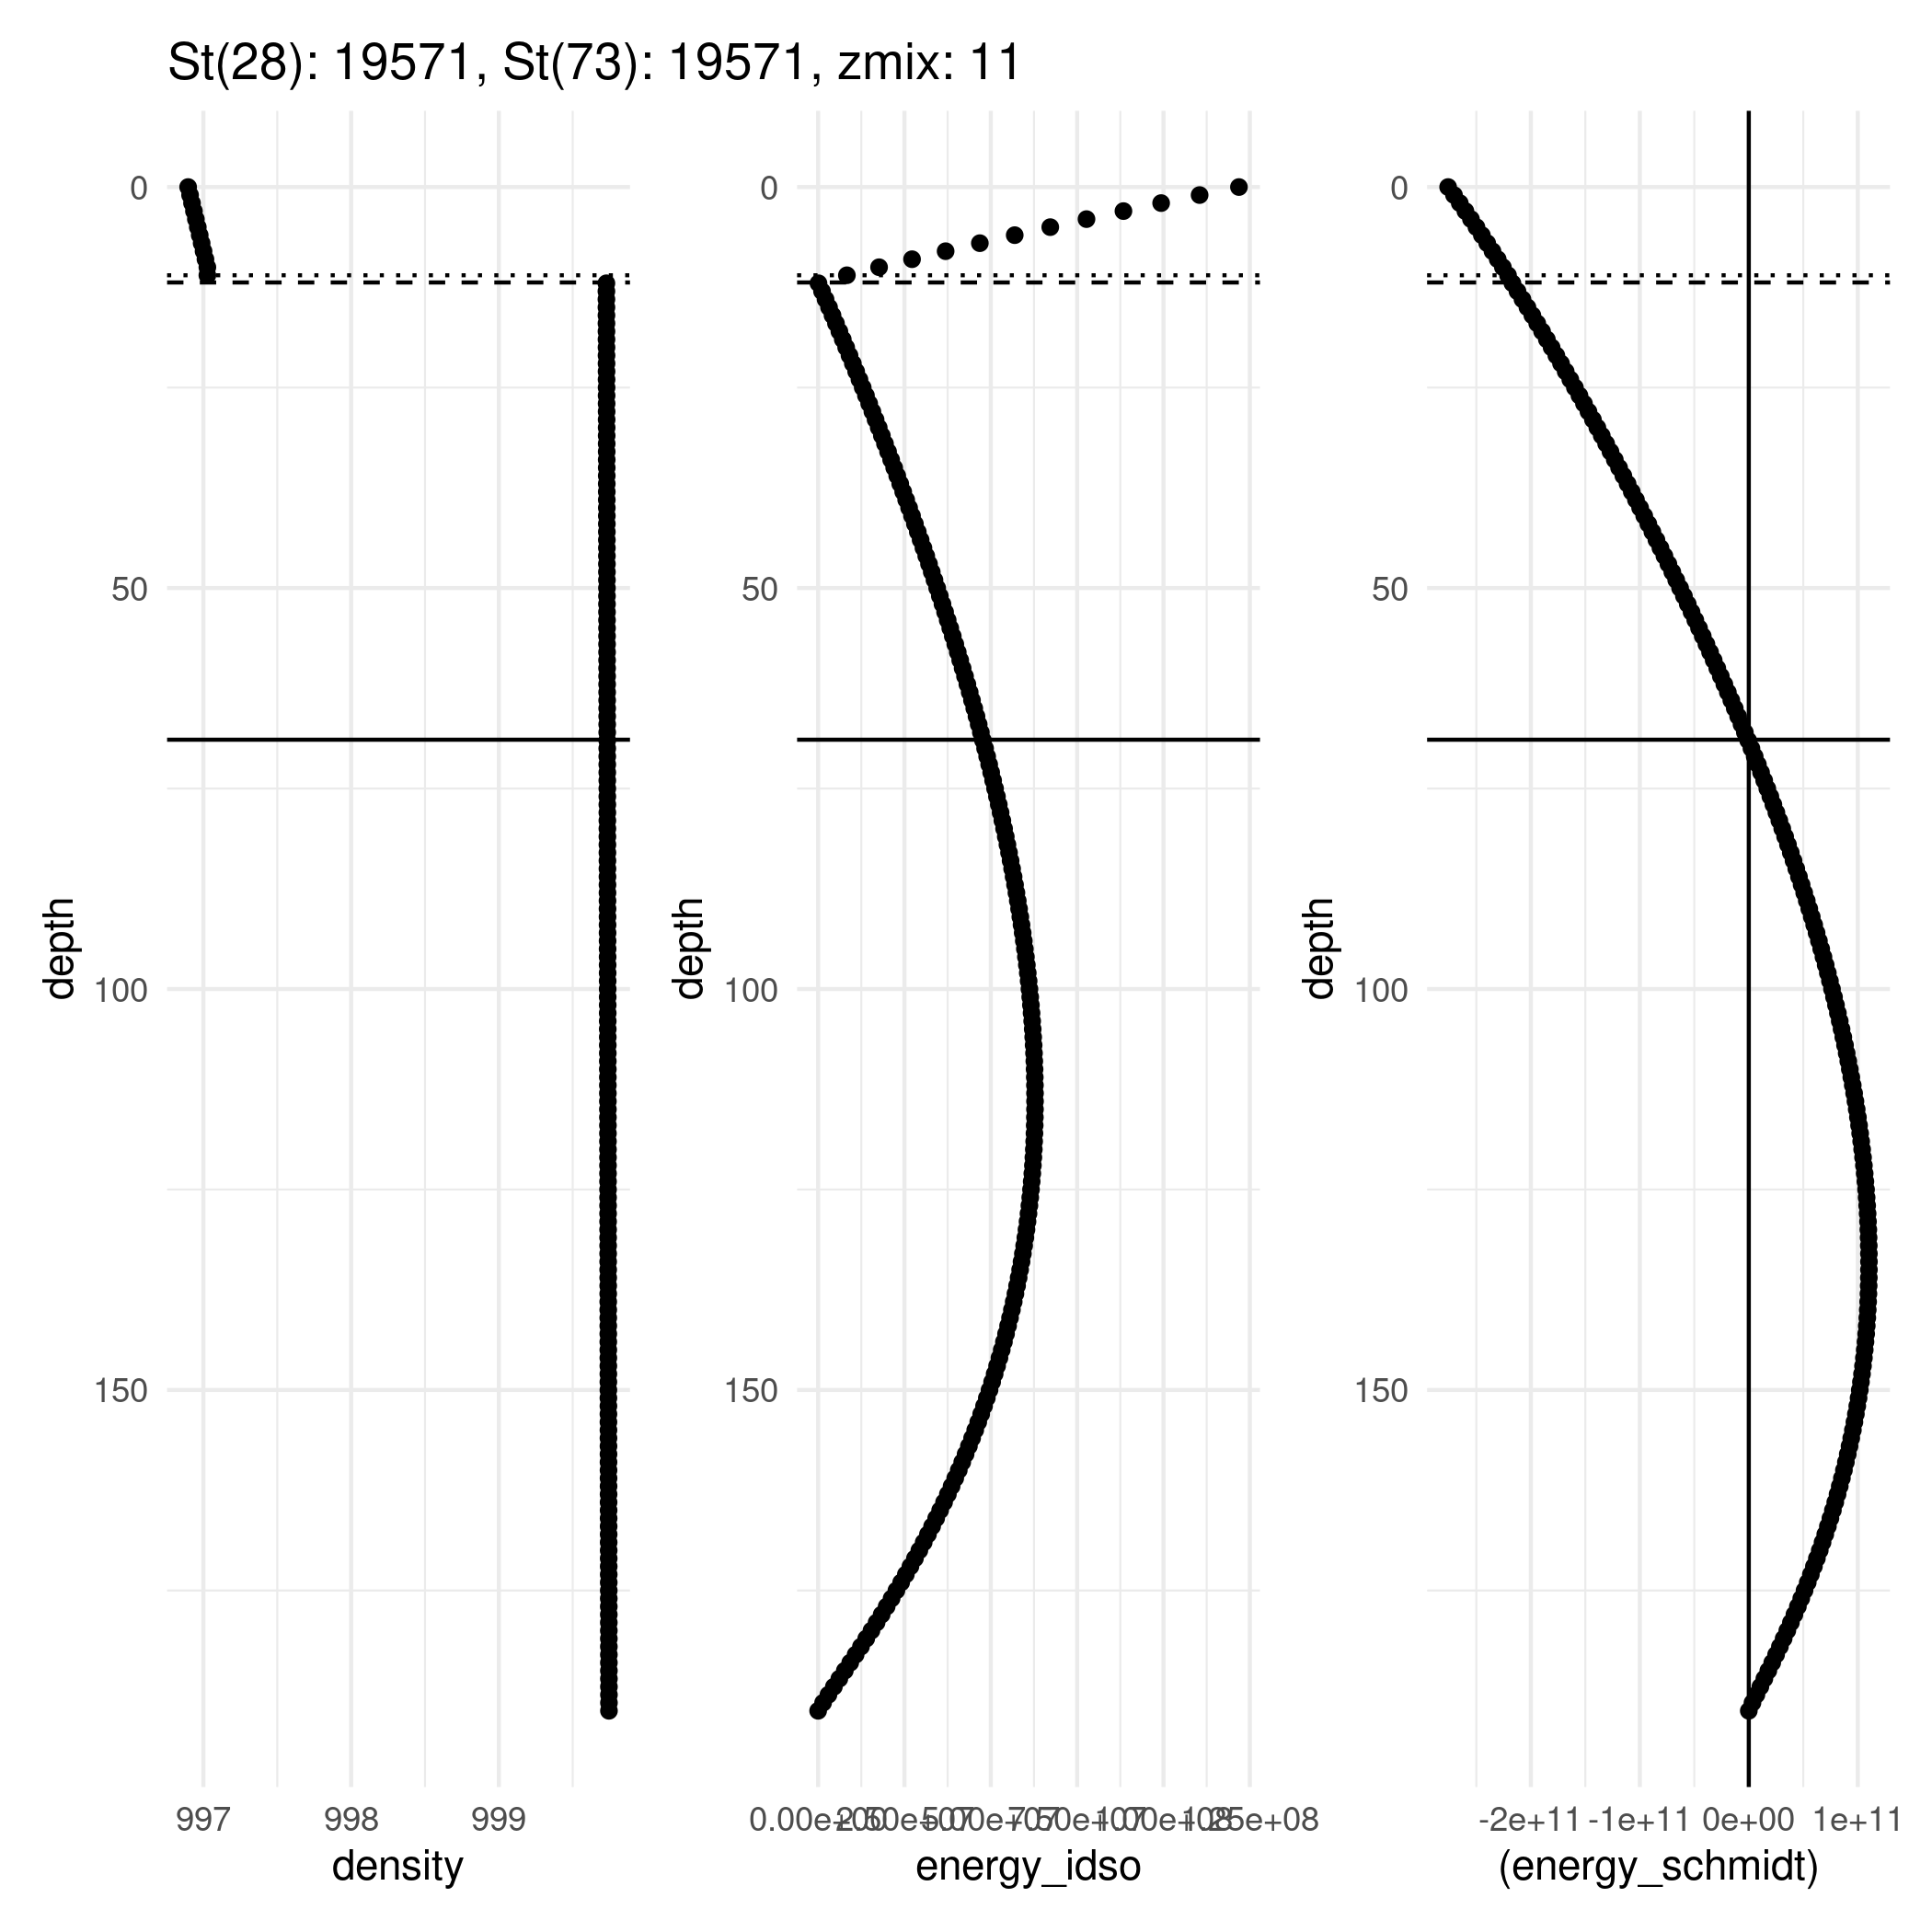 St(28): 19571, St(73): 19571, zmix: 11
0
50
100
150
depth
997 998 999
density
0
50
100
150
depth
0.00e+00 2.50e+07 5.00e+07 7.50e+07 1.00e+08 1.25e+08
energy_idso
0
50
100
150
depth
-2e+11 -1e+11 0e+00 1e+11
(energy_schmidt)